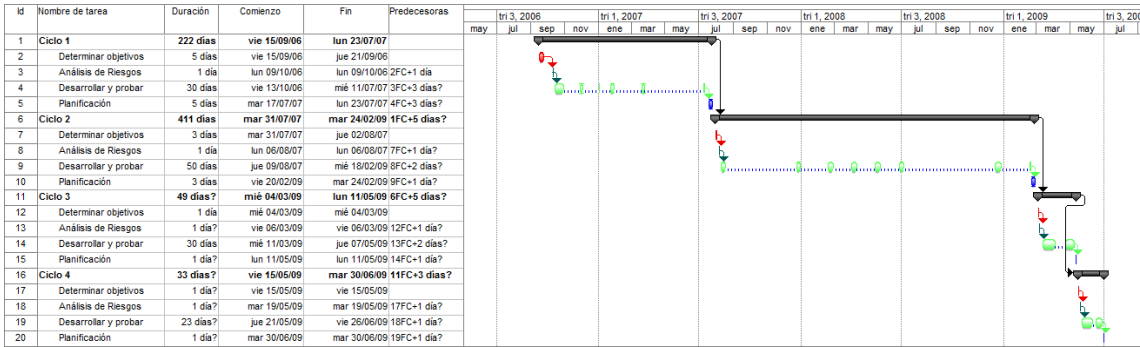 Id Nombre de tarea Duración Comienzo Fin Predecesoras
tri 3, 2006 tri 1, 2007 tri 3, 2007 tri 1, 2008 tri 3, 2008 tri 1, 2009 tri 3, 200
may jul sep nov ene mar may jul sep nov ene mar may jul sep nov ene mar may jul
1 Ciclo 1 222 días vie 15/09/06 lun 23/07/07
2 Determinar objetivos 5 días vie 15/09/06 jue 21/09/06
3 Análisis de Riesgos 1 día lun 09/10/06 lun 09/10/06 2FC+1 día
4 Desarrollo y probar 30 días vie 13/10/06 mié 11/07/07 3FC+3 días?
5 Planificación 5 días mar 17/07/07 lun 23/07/07 4FC+3 días?
6 Ciclo 2 411 días mar 31/07/07 mar 24/02/09 1FC+5 días?
7 Determinar objetivos 3 días mar 31/07/07 jue 02/08/07
8 Análisis de Riesgos 1 día lun 06/08/07 lun 06/08/07 7FC+1 día?
9 Desarrollar y probar 50 días jue 09/08/07 mié 18/02/09 8FC+2 días?
10 Planificación 3 días vie 20/02/09 mar 24/02/09 9FC+1 día?
11 Ciclo 3 49 días? mié 04/03/09 lun 11/05/09 6FC+5 días?
12 Determinar objetivos 1 día mié 04/03/09 mié 04/03/09
13 Análisis de Riesgos 1 día? vie 06/03/09 vie 06/03/09 12FC+1 día?
14 Desarrollar y probar 30 días mié 11/03/09 jue 07/05/09 13FC+2 días?
15 Planificación 1 día? lun 11/05/09 lun 11/05/09 14FC+1 día?
16 Ciclo 4 33 días? vie 15/05/09 mar 30/06/09 11FC+3 días?
17 Determinar objetivos 1 día? vie 15/05/09 vie 15/05/09
18 Análisis de Riesgos 1 día? mar 19/05/09 mar 19/05/09 17FC+1 día?
19 Desarrollar y probar 23 días? jue 21/05/09 vie 26/06/09 18FC+1 día?
20 Planificación 1 día? mar 30/06/09 mar 30/06/09 19FC+1 día?